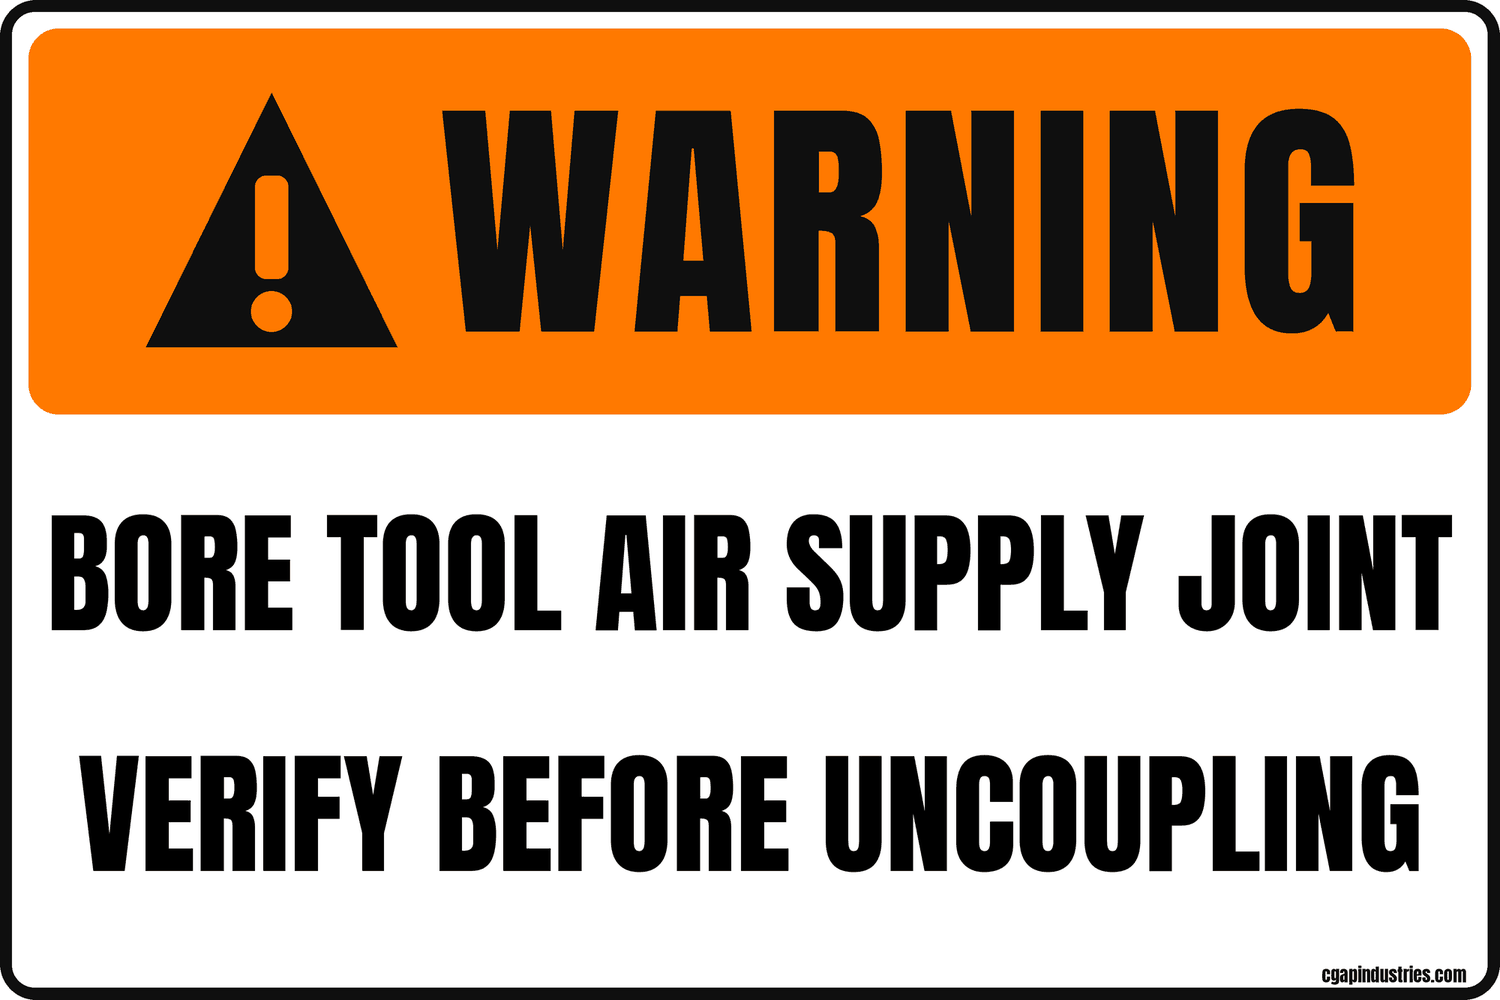 WARNING
BORE TOOL AIR SUPPLY JOINT
VERIFY BEFORE UNCOUPLING
cgapindustries.com